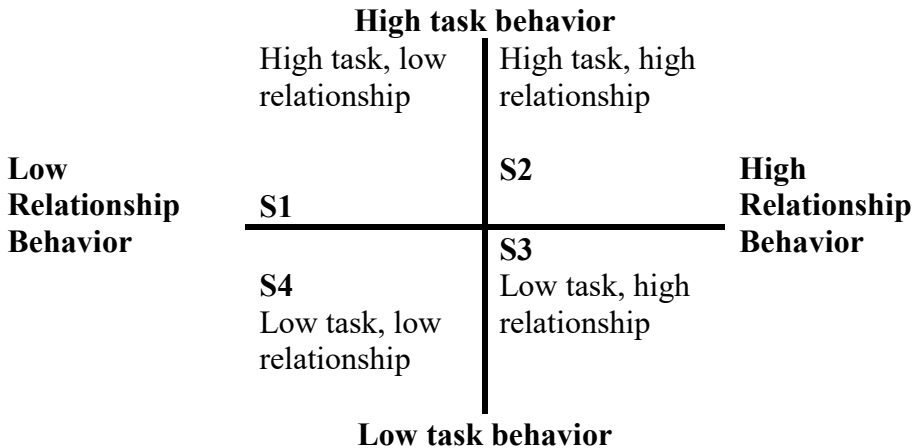 High task behavior
High task, low
relationship
S1
High task, high
relationship
S2
Low
Relationship
Behavior
High
Relationship
Behavior
S4
Low task, low
relationship
S3
Low task, high
relationship
Low task behavior